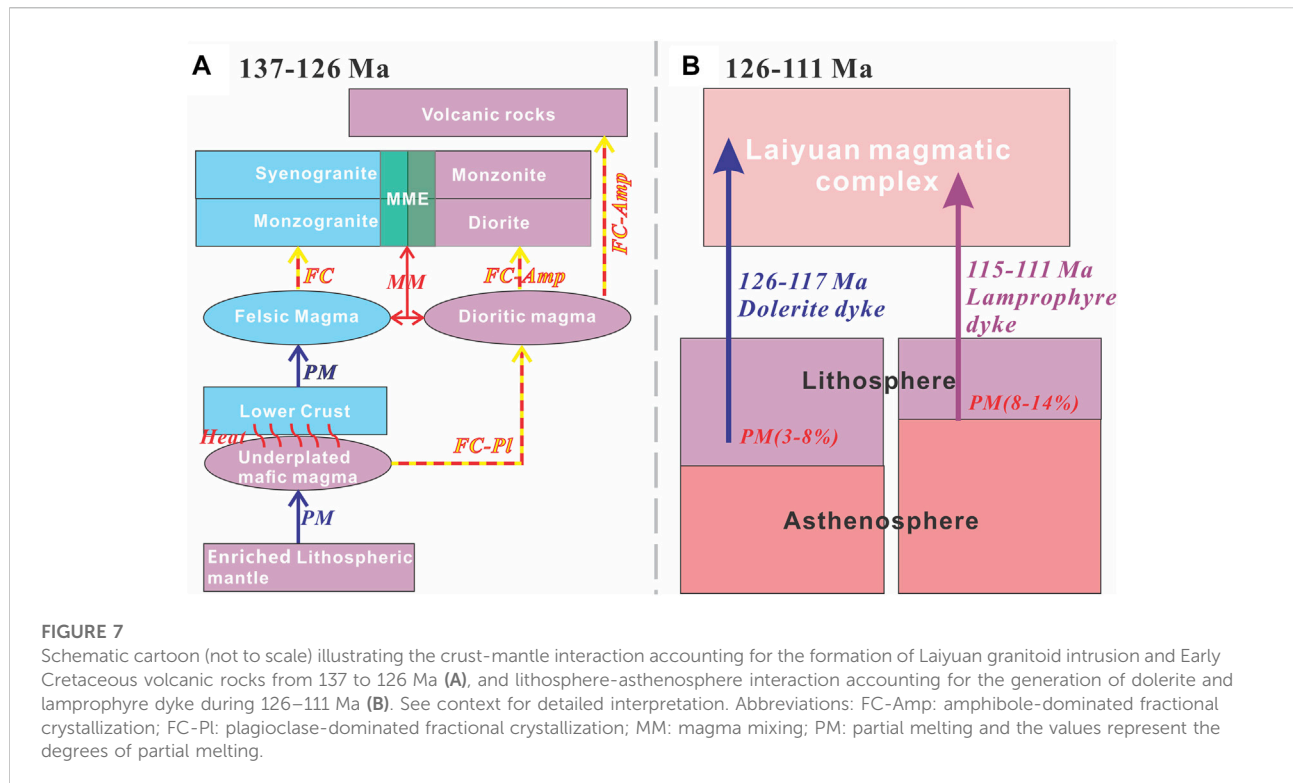 A 137-126 Ma
Volcanic rocks
Syenogranite
MME
Monzonite
Monzogranite
Diorite
FC-Amp
FC
MM
FC-Amp
Felsic Magma
Dioritic magma
PM
Lower Crust
Heat
Underplated
mafic magma
FC-Pl
PM
Enriched Lithospheric
mantle
B 126-111 Ma
Laiyuan magmatic
complex
126-117 Ma
Dolerite dyke
115-111 Ma
Lamprophyre
dyke
Lithosphere
PM(3-8%)
PM(8-14%)
Asthenosphere
FIGURE 7
Schematic cartoon (not to scale) illustrating the crust-mantle interaction accounting for the formation of Laiyuan granitoid intrusion and Early
Cretaceous volcanic rocks from 137 to 126 Ma (A), and lithosphere-asthenosphere interaction accounting for the generation of dolerite and
lamprophyre dyke during 126–111 Ma (B). See context for detailed interpretation. Abbreviations: FC-Amp: amphibole-dominated fractional
crystallization; FC-Pl: plagioclase-dominated fractional crystallization; MM: magma mixing; PM: partial melting and the values represent the
degrees of partial melting.